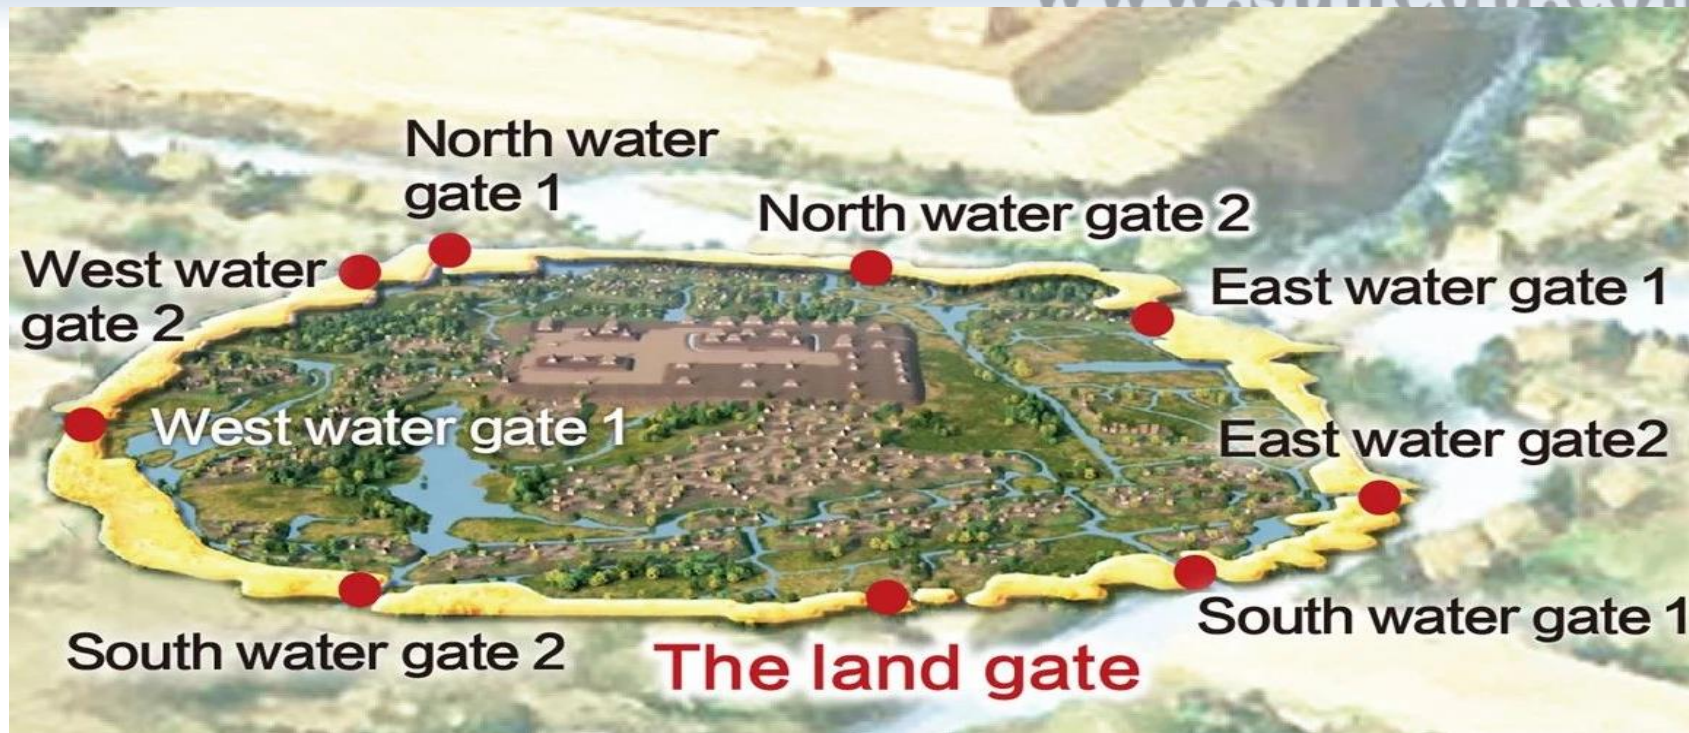 North water
gate 1
North water gate 2
West water
gate 2
East water gate 1
West water gate 1
East water gate2
South water gate 1
South water gate 2
The land gate